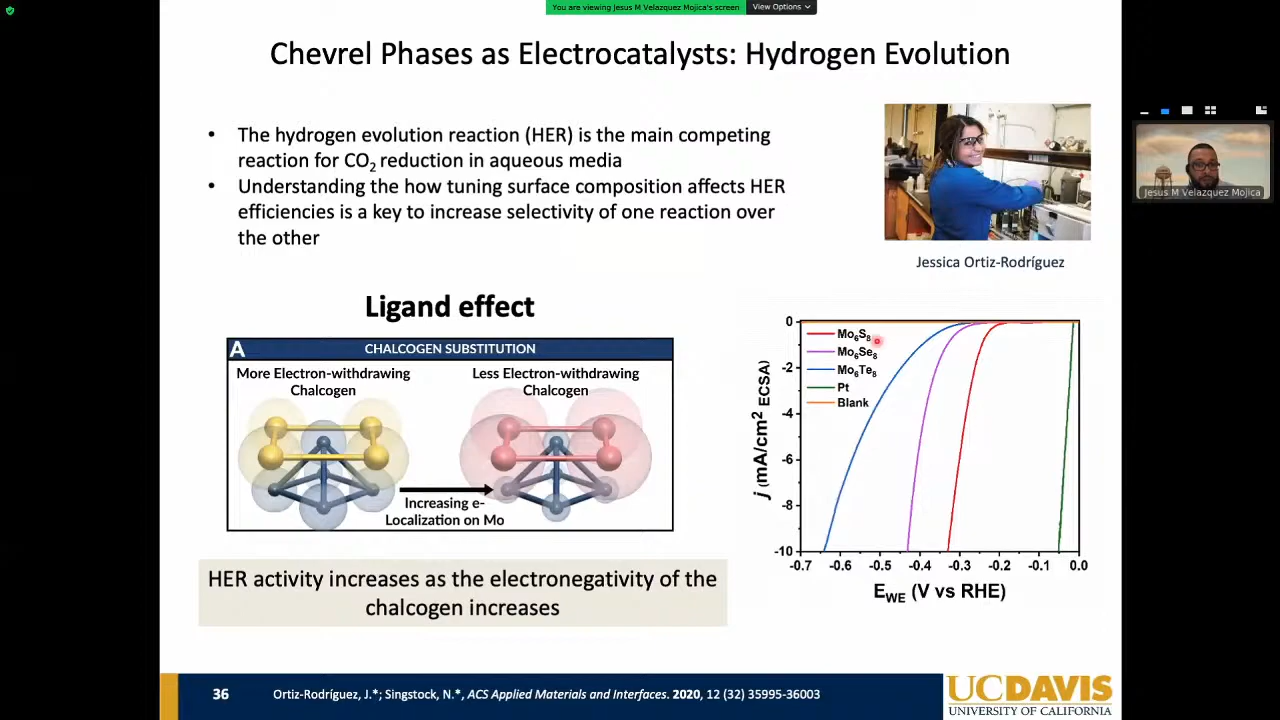 You are viewing Jesus M Velazquez Mojica's screen
View Options
Chevrel Phases as Electrocatalysts: Hydrogen Evolution
• The hydrogen evolution reaction (HER) is the main competing
reaction for CO₂ reduction in aqueous media
• Understanding the how tuning surface composition affects HER
efficiencies is a key to increase selectivity of one reaction over
the other
Jessica Ortiz-Rodríguez
Jesus M Velazquez Mojica
Ligand effect
A
CHALCOGEN SUBSTITUTION
More Electron-withdrawing
Chalcogen
Less Electron-withdrawing
Chalcogen
Increasing e-
Localization on Mo
HER activity increases as the electronegativity of the
chalcogen increases
Mo₆S₈
Mo₆Se₈
Mo₆Te₈
Pt
Blank
0
-2
-4
-6
-8
-10
j (mA/cm² ECSA)
-0.7 -0.6 -0.5 -0.4 -0.3 -0.2 -0.1 0.0
E_WE (V vs RHE)
36
Ortiz-Rodríguez, J.*; Singstock, N.*, ACS Applied Materials and Interfaces. 2020, 12 (32) 35995-36003
UCDAVIS
UNIVERSITY OF CALIFORNIA